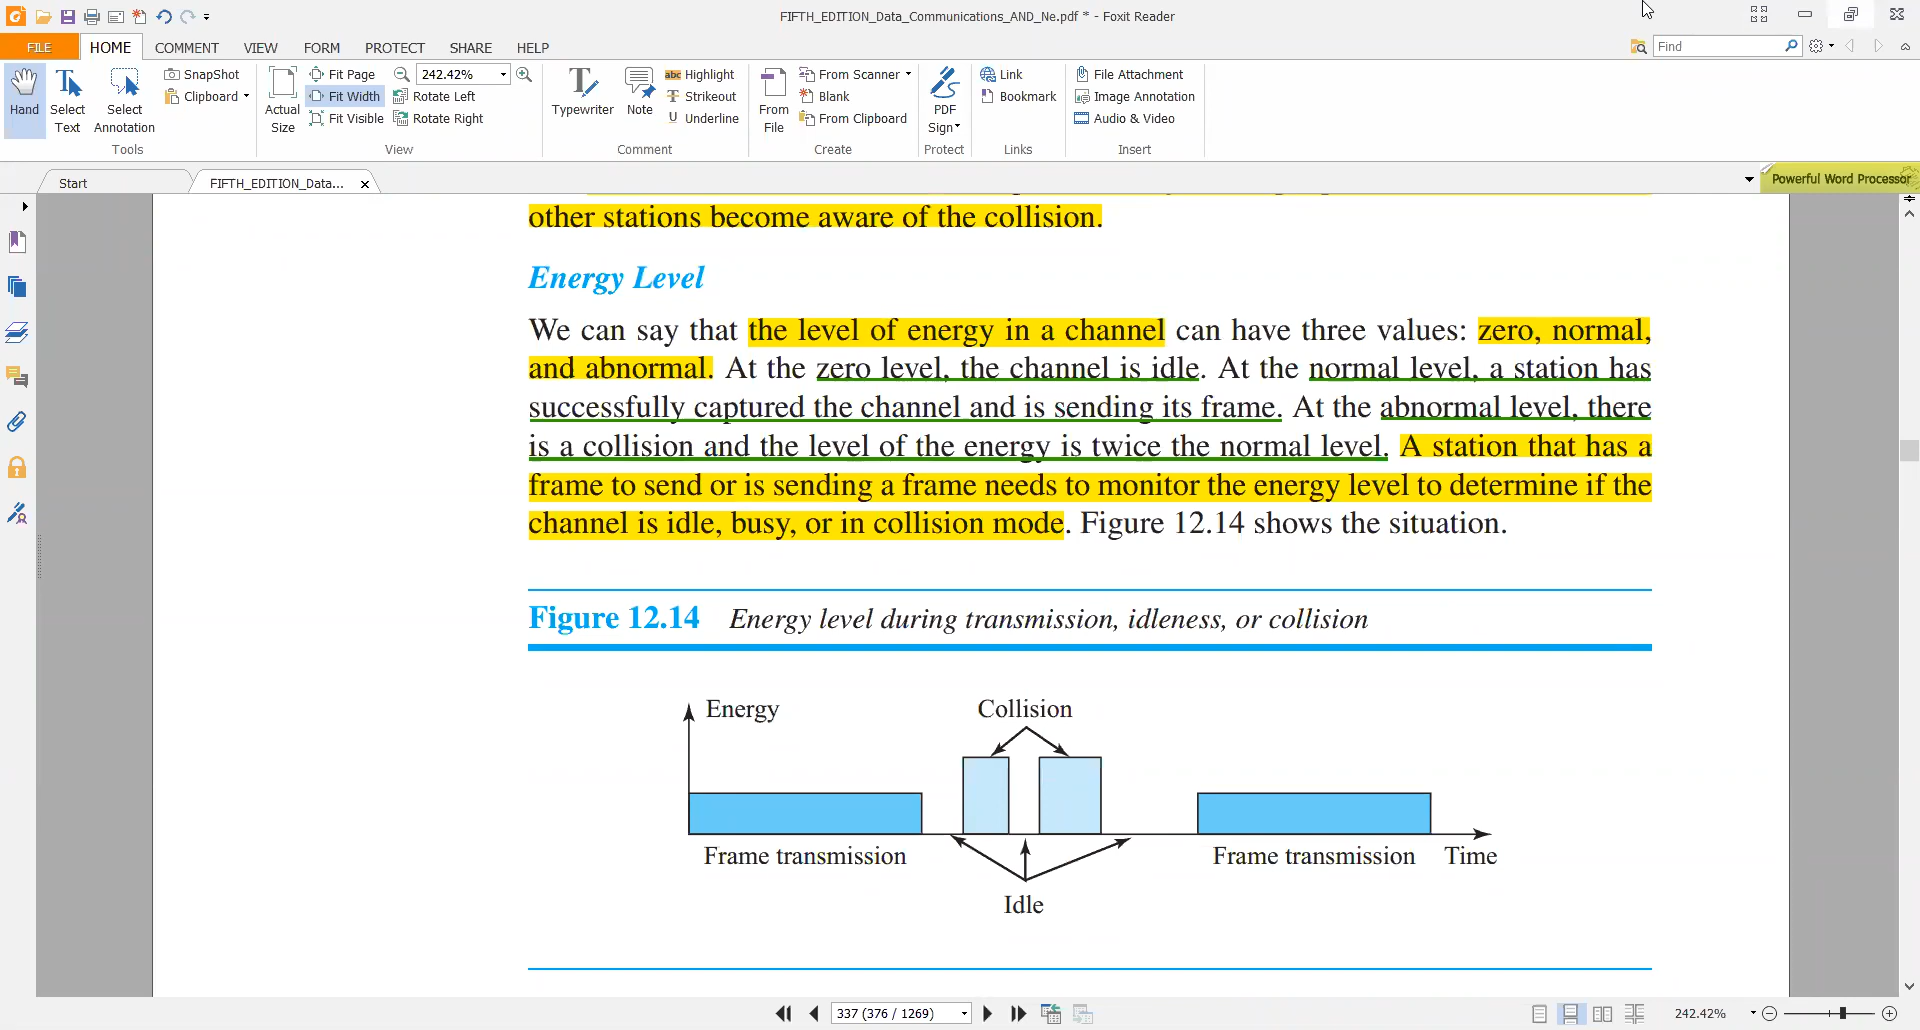 FIFTH_EDITION_Data_Communications_AND_Ne.pdf * - Foxit Reader
FILE HOME COMMENT VIEW FORM PROTECT SHARE HELP Find
Hand
Select Text
Select Annotation
SnapShot
Clipboard
Tools
Actual Size
Fit Page
Fit Width
Fit Visible
242.42%
Rotate Left
Rotate Right
View
Typewriter
Note
Highlight
Strikeout
Underline
Comment
From File
From Scanner
Blank
From Clipboard
Create
PDF Sign
Protect
Link
Bookmark
Links
File Attachment
Image Annotation
Audio & Video
Insert
Start FIFTH_EDITION_Data... Powerful Word Processor
other stations become aware of the collision.
Energy Level
We can say that the level of energy in a channel can have three values: zero, normal,
and abnormal. At the zero level, the channel is idle. At the normal level, a station has
successfully captured the channel and is sending its frame. At the abnormal level, there
is a collision and the level of the energy is twice the normal level. A station that has a
frame to send or is sending a frame needs to monitor the energy level to determine if the
channel is idle, busy, or in collision mode. Figure 12.14 shows the situation.
Figure 12.14 Energy level during transmission, idleness, or collision
Energy Collision
Frame transmission Frame transmission Time
Idle
337 (376 / 1269) 242.42%